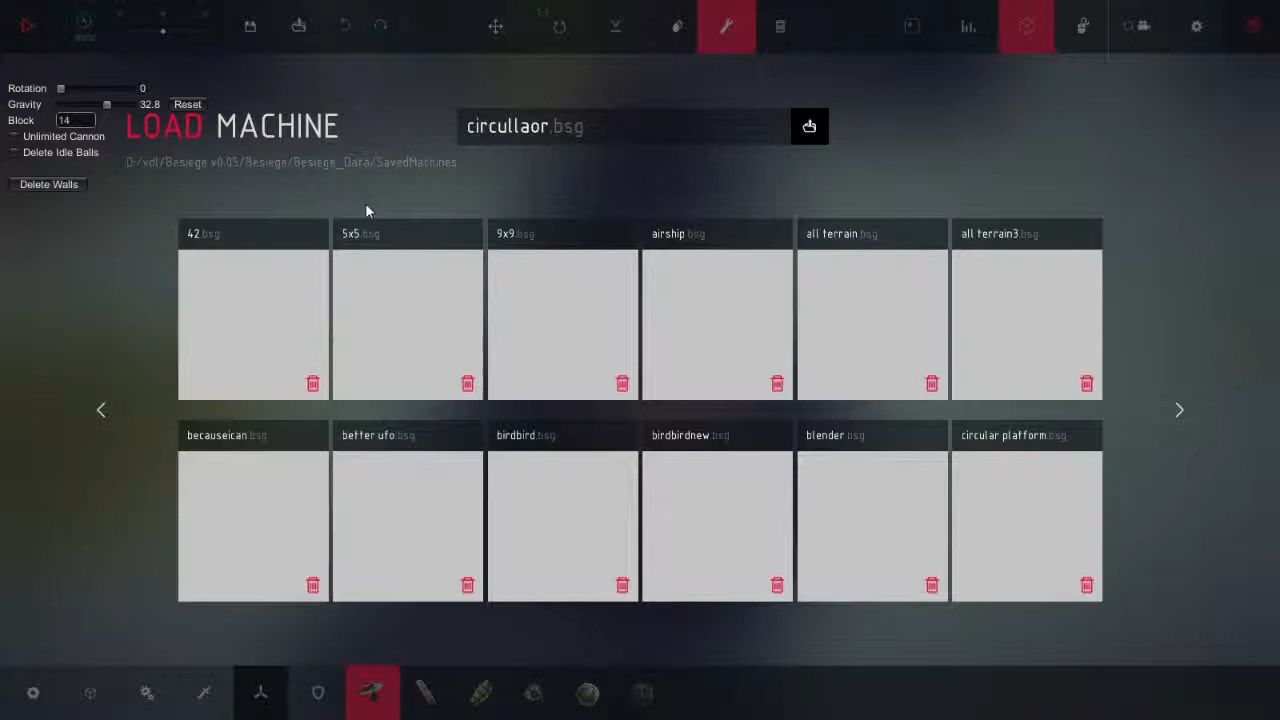 Rotation 0
Gravity 32.8 Reset
Block 14
Unlimited Cannon
Delete Idle Balls
Delete Walls
LOAD MACHINE
D:/vdl/Besiege v0.09/Besiege/Besiege_Data/SavedMachines
circullaor.bsg
42.bsg 5x5.bsg 9x9.bsg airship.bsg all terrain.bsg all terrain3.bsg
becauseican.bsg better ufo.bsg birdbird.bsg birdbirdnew.bsg blender.bsg circular platform.bsg